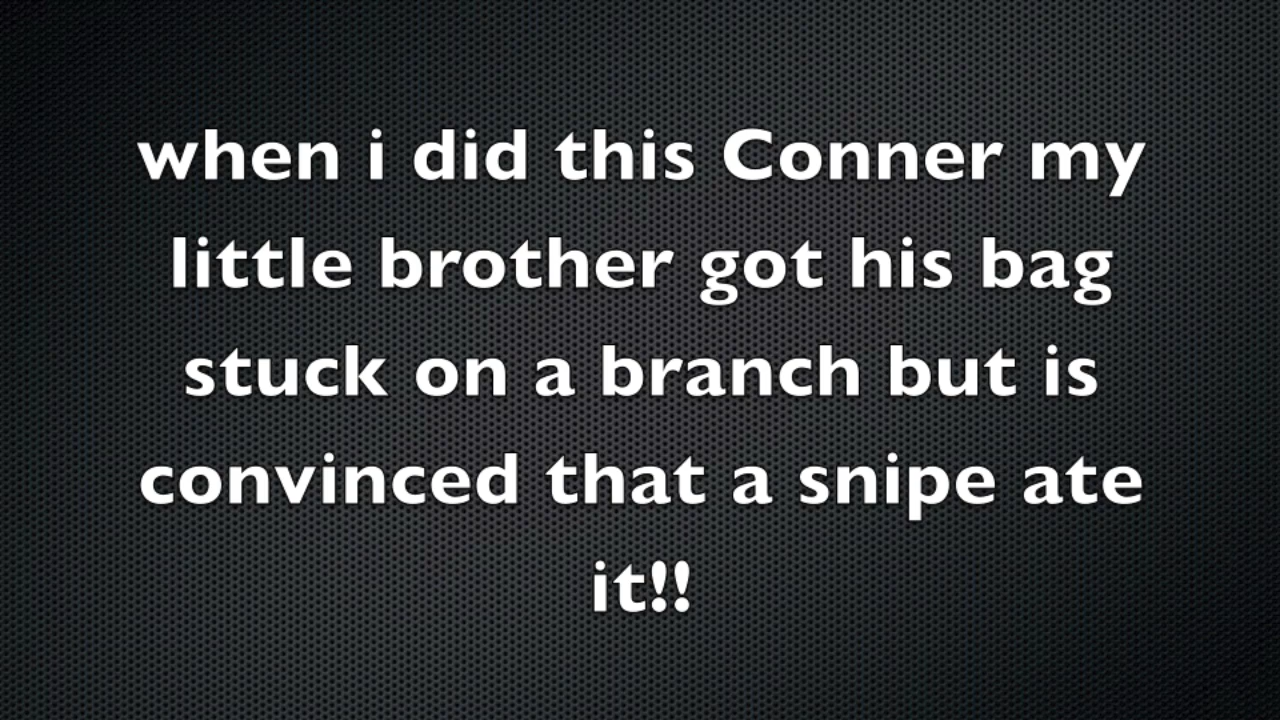 when i did this Conner my
little brother got his bag
stuck on a branch but is
convinced that a snipe ate
it!!